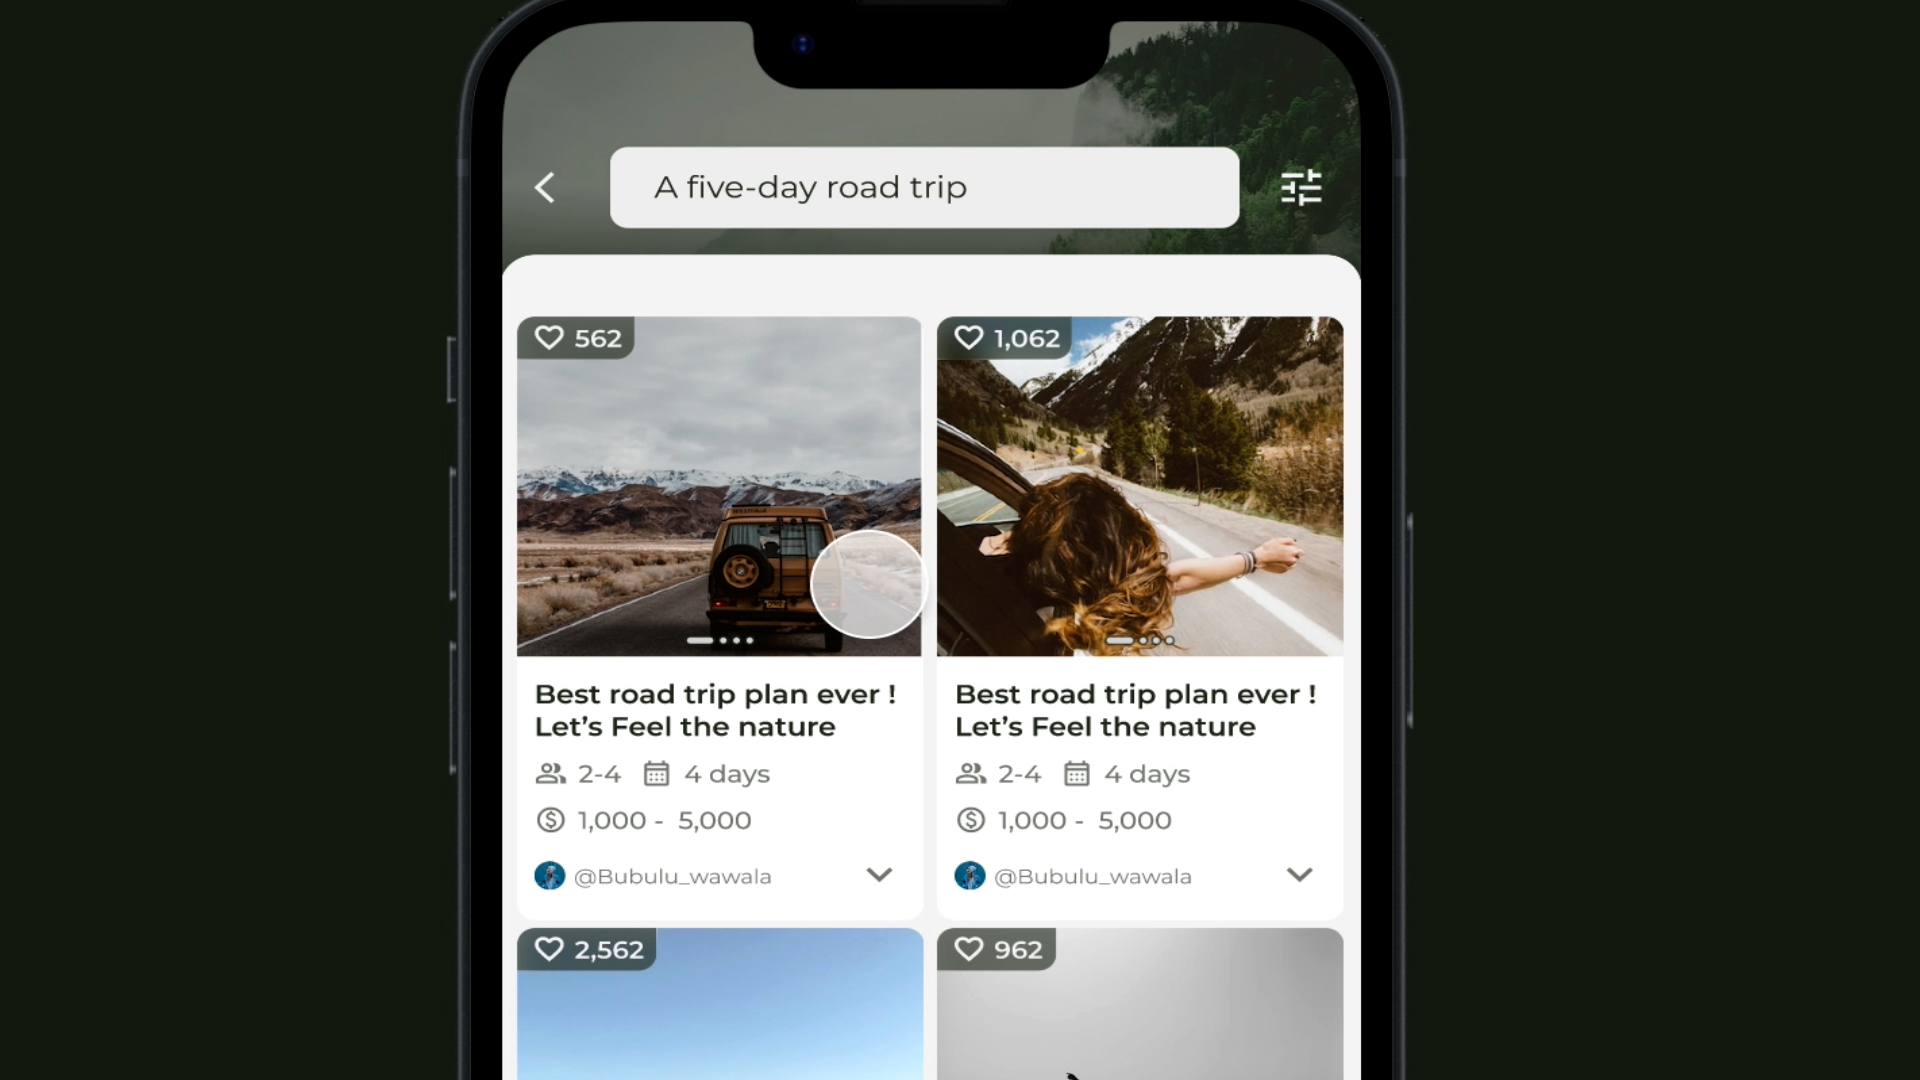 A five-day road trip
562
1,062
Best road trip plan ever !
Let’s Feel the nature
2-4 4 days
1,000 - 5,000
@Bubulu_wawala
Best road trip plan ever !
Let’s Feel the nature
2-4 4 days
1,000 - 5,000
@Bubulu_wawala
2,562
962